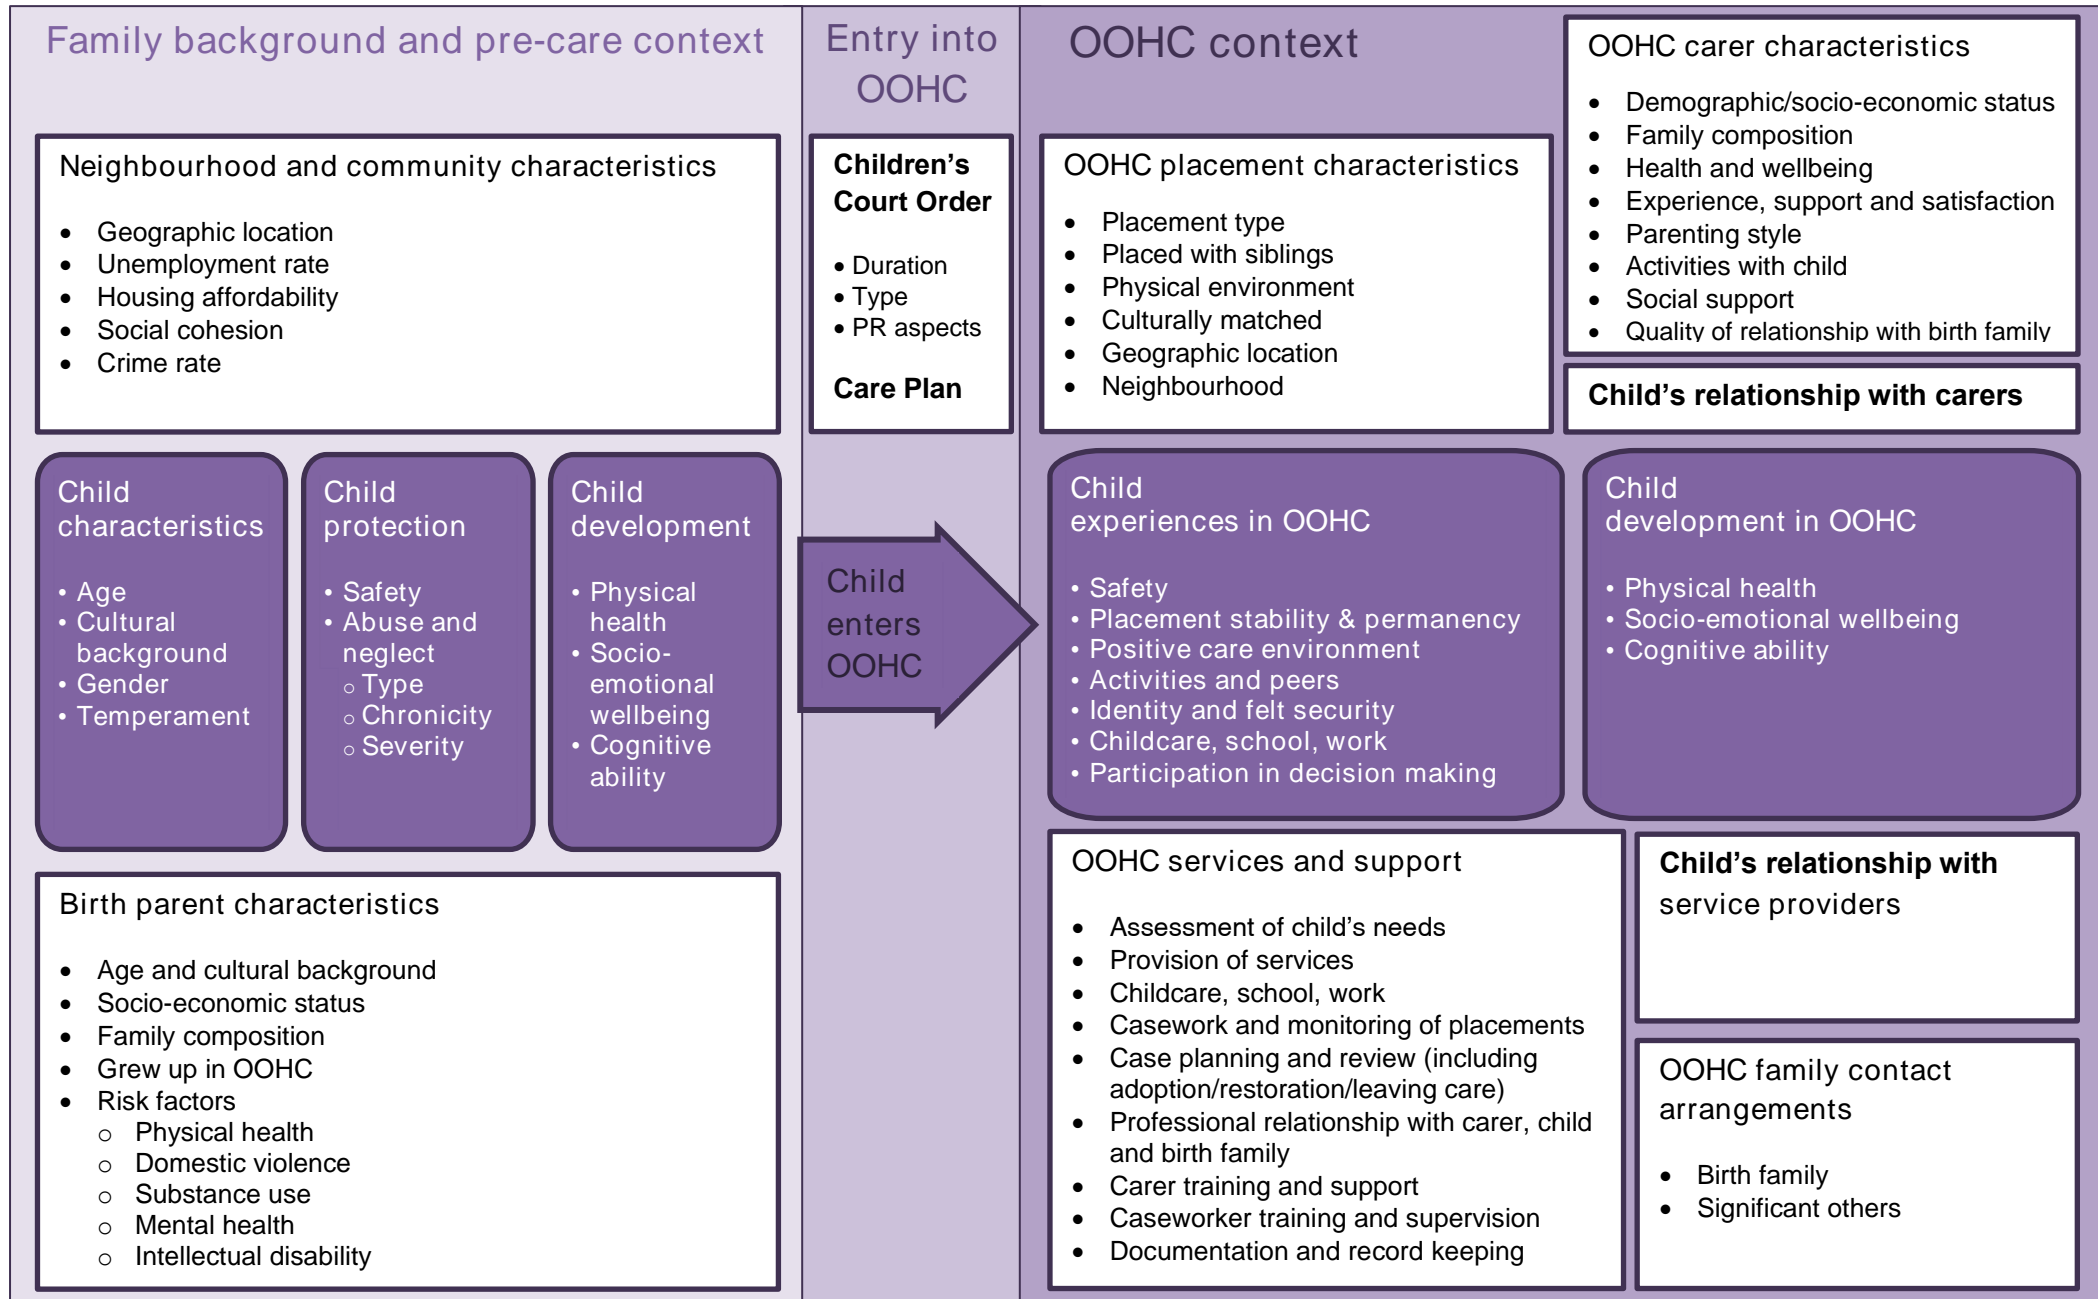 Family background and pre-care context
Neighbourhood and community characteristics
• Geographic location
• Unemployment rate
• Housing affordability
• Social cohesion
• Crime rate
Child
characteristics
• Age
• Cultural
background
• Gender
• Temperament
Child
protection
• Safety
• Abuse and
neglect
o Type
o Chronicity
o Severity
Child
development
• Physical
health
• Socio-
emotional
wellbeing
• Cognitive
ability
Birth parent characteristics
• Age and cultural background
• Socio-economic status
• Family composition
• Grew up in OOHC
• Risk factors
o Physical health
o Domestic violence
o Substance use
o Mental health
o Intellectual disability
Entry into
OOHC
Children’s
Court Order
• Duration
• Type
• PR aspects
Care Plan
Child
enters
OOHC
OOHC context
OOHC placement characteristics
• Placement type
• Placed with siblings
• Physical environment
• Culturally matched
• Geographic location
• Neighbourhood
OOHC carer characteristics
• Demographic/socio-economic status
• Family composition
• Health and wellbeing
• Experience, support and satisfaction
• Parenting style
• Activities with child
• Social support
• Quality of relationship with birth family
Child’s relationship with carers
Child
experiences in OOHC
• Safety
• Placement stability & permanency
• Positive care environment
• Activities and peers
• Identity and felt security
• Childcare, school, work
• Participation in decision making
Child
development in OOHC
• Physical health
• Socio-emotional wellbeing
• Cognitive ability
OOHC services and support
• Assessment of child’s needs
• Provision of services
• Childcare, school, work
• Casework and monitoring of placements
• Case planning and review (including
adoption/restoration/leaving care)
• Professional relationship with carer, child
and birth family
• Carer training and support
• Caseworker training and supervision
• Documentation and record keeping
Child’s relationship with
service providers
OOHC family contact
arrangements
• Birth family
• Significant others